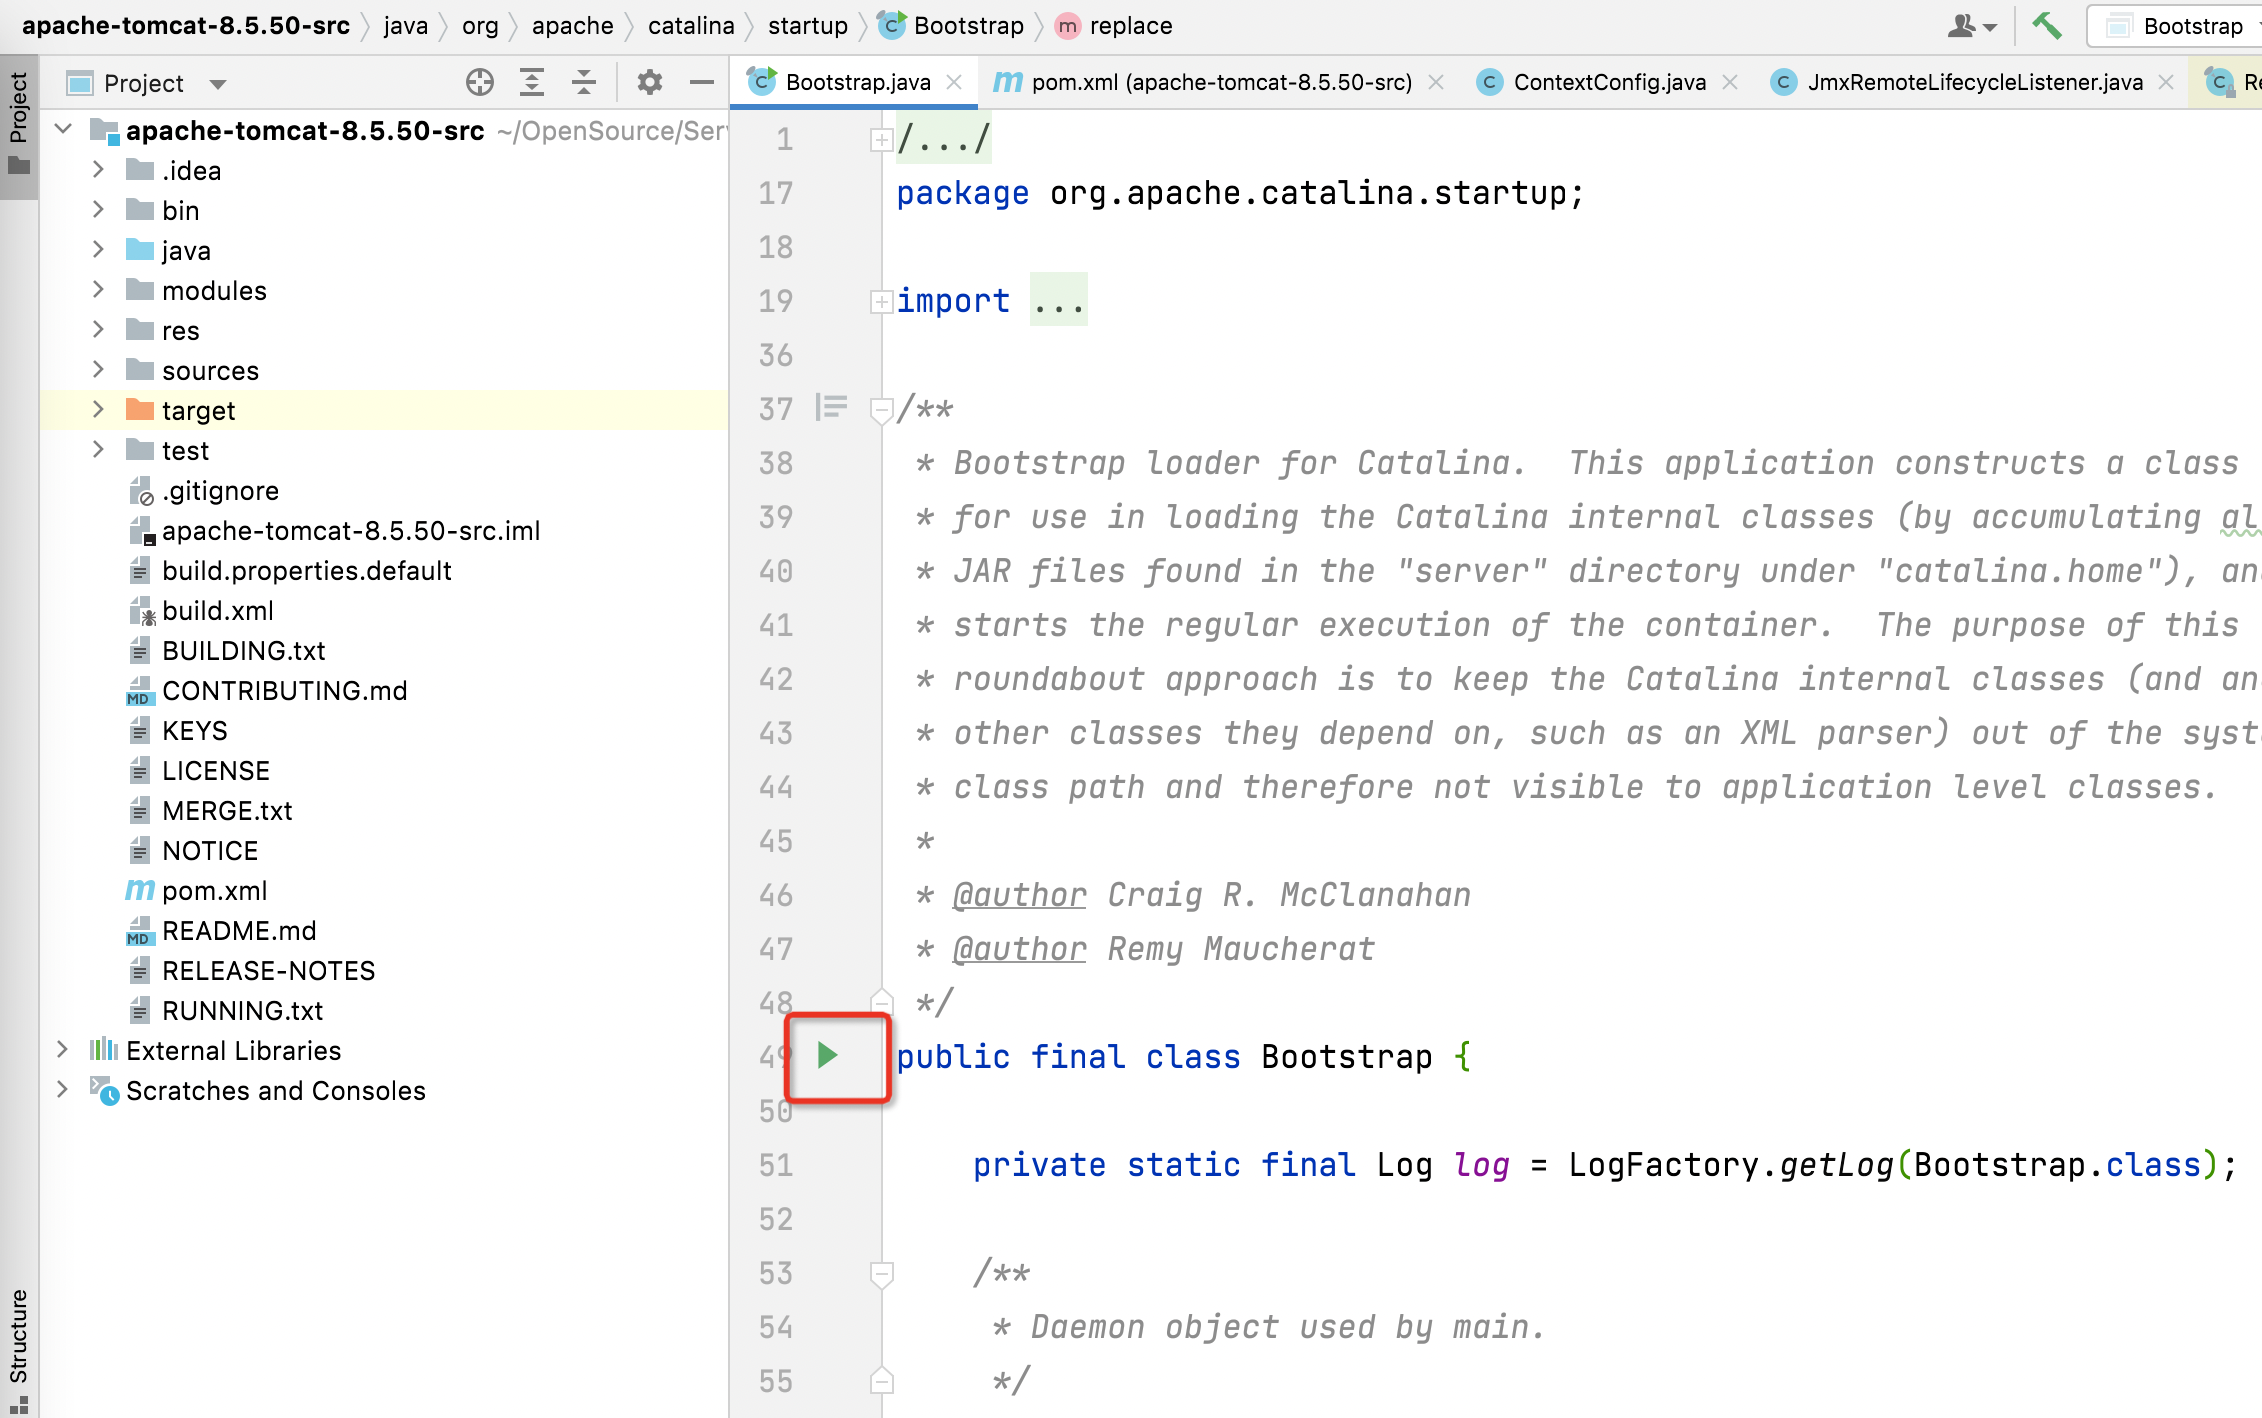 apache-tomcat-8.5.50-src java org apache catalina startup Bootstrap replace Bootstrap
Project
Project
Bootstrap.java pom.xml (apache-tomcat-8.5.50-src) ContextConfig.java JmxRemoteLifecycleListener.java Re
apache-tomcat-8.5.50-src ~/OpenSource/Serv
.idea
bin
java
modules
res
sources
target
test
.gitignore
apache-tomcat-8.5.50-src.iml
build.properties.default
build.xml
BUILDING.txt
CONTRIBUTING.md
KEYS
LICENSE
MERGE.txt
NOTICE
pom.xml
README.md
RELEASE-NOTES
RUNNING.txt
External Libraries
Scratches and Consoles
Structure
1 /.../
17 package org.apache.catalina.startup;
18
19 import ...
36
37 /**
38 * Bootstrap loader for Catalina.  This application constructs a class
39 * for use in loading the Catalina internal classes (by accumulating al
40 * JAR files found in the "server" directory under "catalina.home"), an
41 * starts the regular execution of the container.  The purpose of this
42 * roundabout approach is to keep the Catalina internal classes (and an
43 * other classes they depend on, such as an XML parser) out of the syst
44 * class path and therefore not visible to application level classes.
45 *
46 * @author Craig R. McClanahan
47 * @author Remy Maucherat
48 */
49 public final class Bootstrap {
50
51 private static final Log log = LogFactory.getLog(Bootstrap.class);
52
53 /**
54 * Daemon object used by main.
55 */